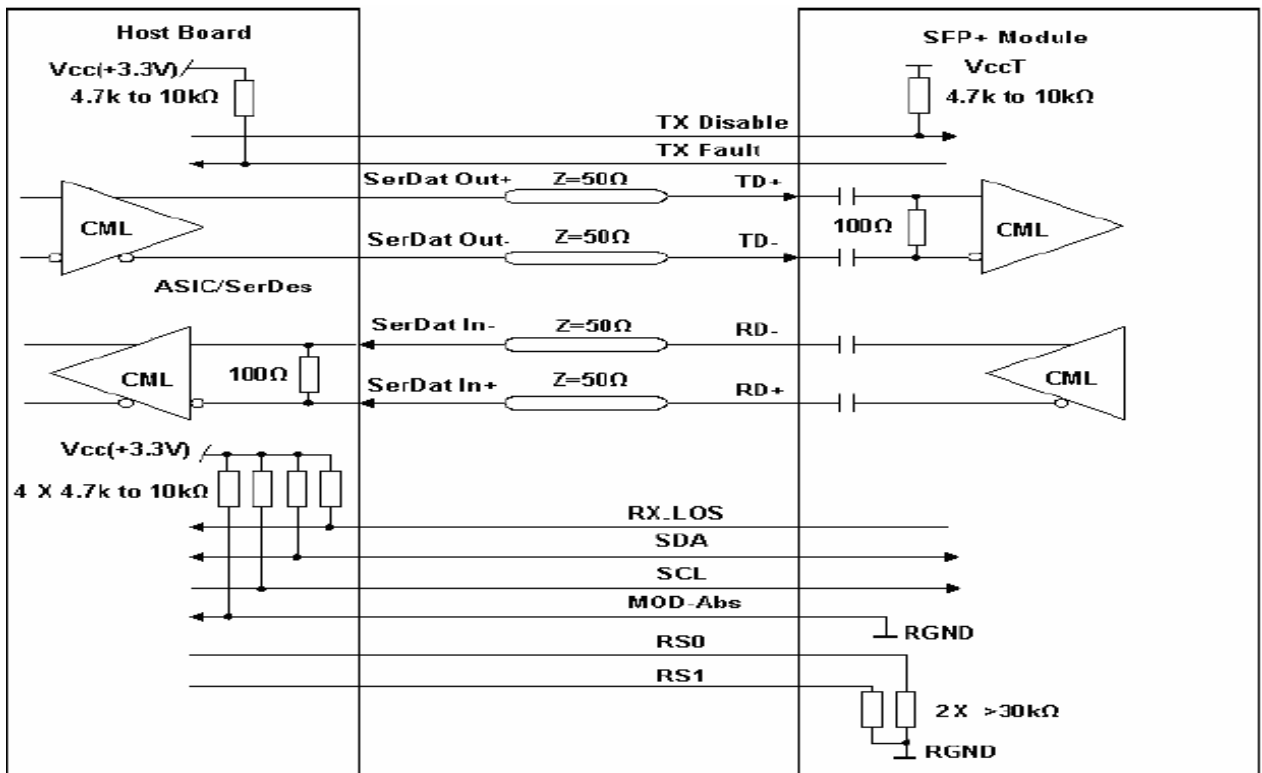 Host Board
SFP+ Module
Vcc(+3.3V)
4.7k to 10kΩ
VccT
4.7k to 10kΩ
TX Disable
TX Fault
SerDat Out+
Z=50Ω
TD+
CML
100Ω
CML
SerDat Out-
Z=50Ω
TD-
ASIC/SerDes
SerDat In-
Z=50Ω
RD-
CML
100Ω
SerDat In+
Z=50Ω
RD+
CML
Vcc(+3.3V)
4 X 4.7k to 10kΩ
RX_LOS
SDA
SCL
MOD-Abs
RGND
RS0
RS1
2X >30kΩ
RGND